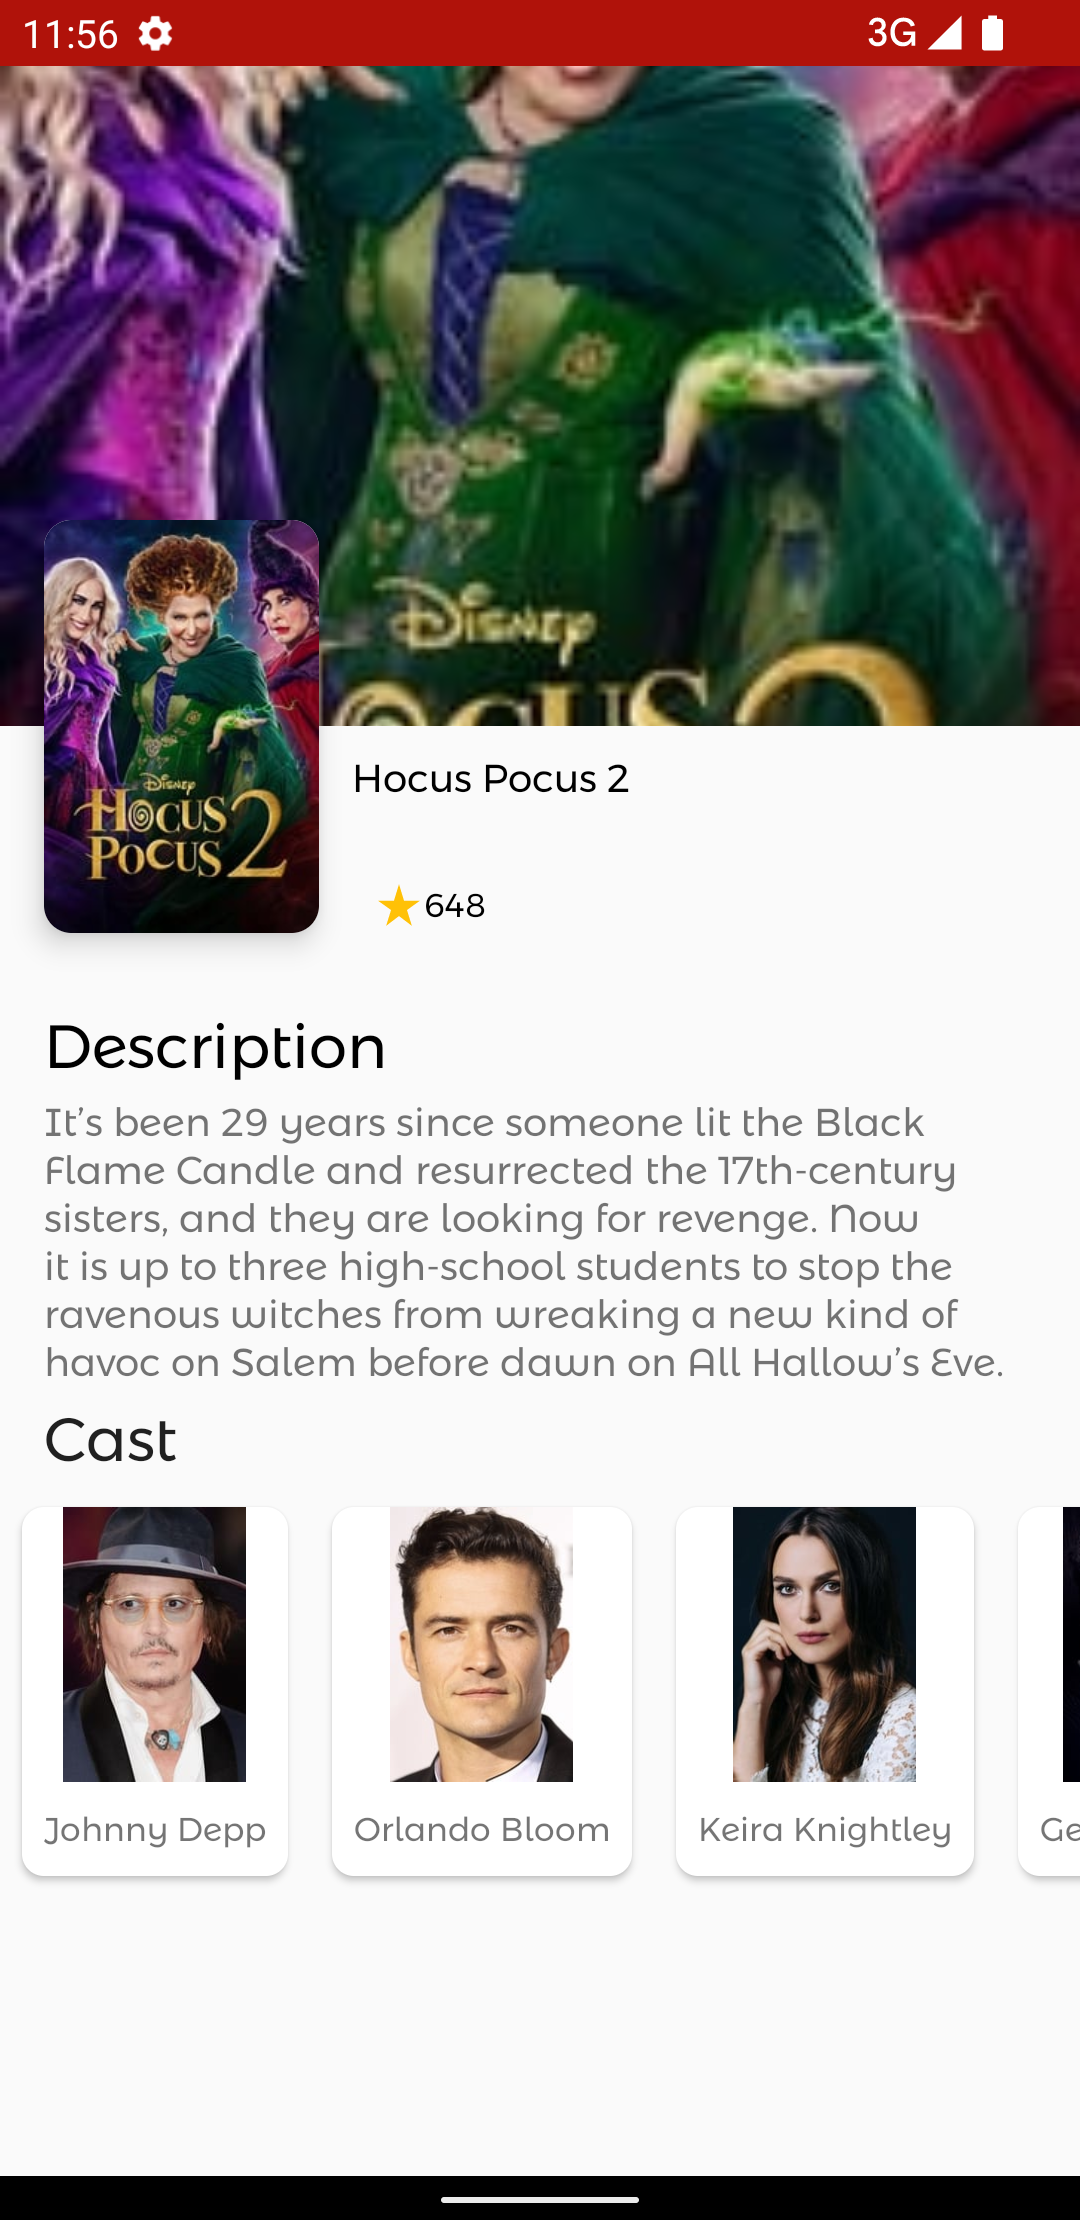 11:56
3G
Disney
OCUS 2
Disney
HOCUS
POCUS 2
Hocus Pocus 2
648
Description
It's been 29 years since someone lit the Black
Flame Candle and resurrected the 17th-century
sisters, and they are looking for revenge. Now
it is up to three high-school students to stop the
ravenous witches from wreaking a new kind of
havoc on Salem before dawn on All Hallow's Eve.
Cast
Johnny Depp
Orlando Bloom
Keira Knightley
Ge